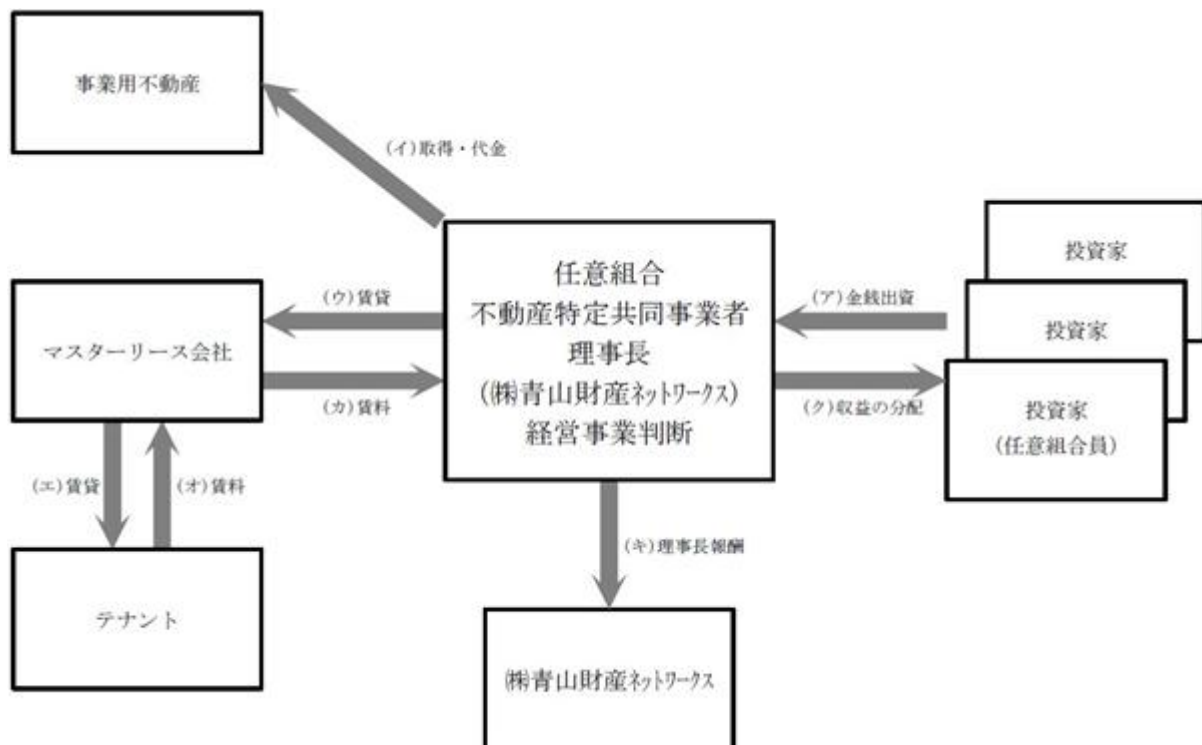 事業用不動産
(イ)取得・代金
任意組合
不動産特定共同事業者
理事長
(㈱青山財産ネットワークス)
経営事業判断
投資家
投資家
投資家
(任意組合員)
(ア)金銭出資
(ク)収益の分配
(ウ)賃貸
(カ)賃料
マスターリース会社
(エ)賃貸
(オ)賃料
テナント
(キ)理事長報酬
㈱青山財産ネットワークス